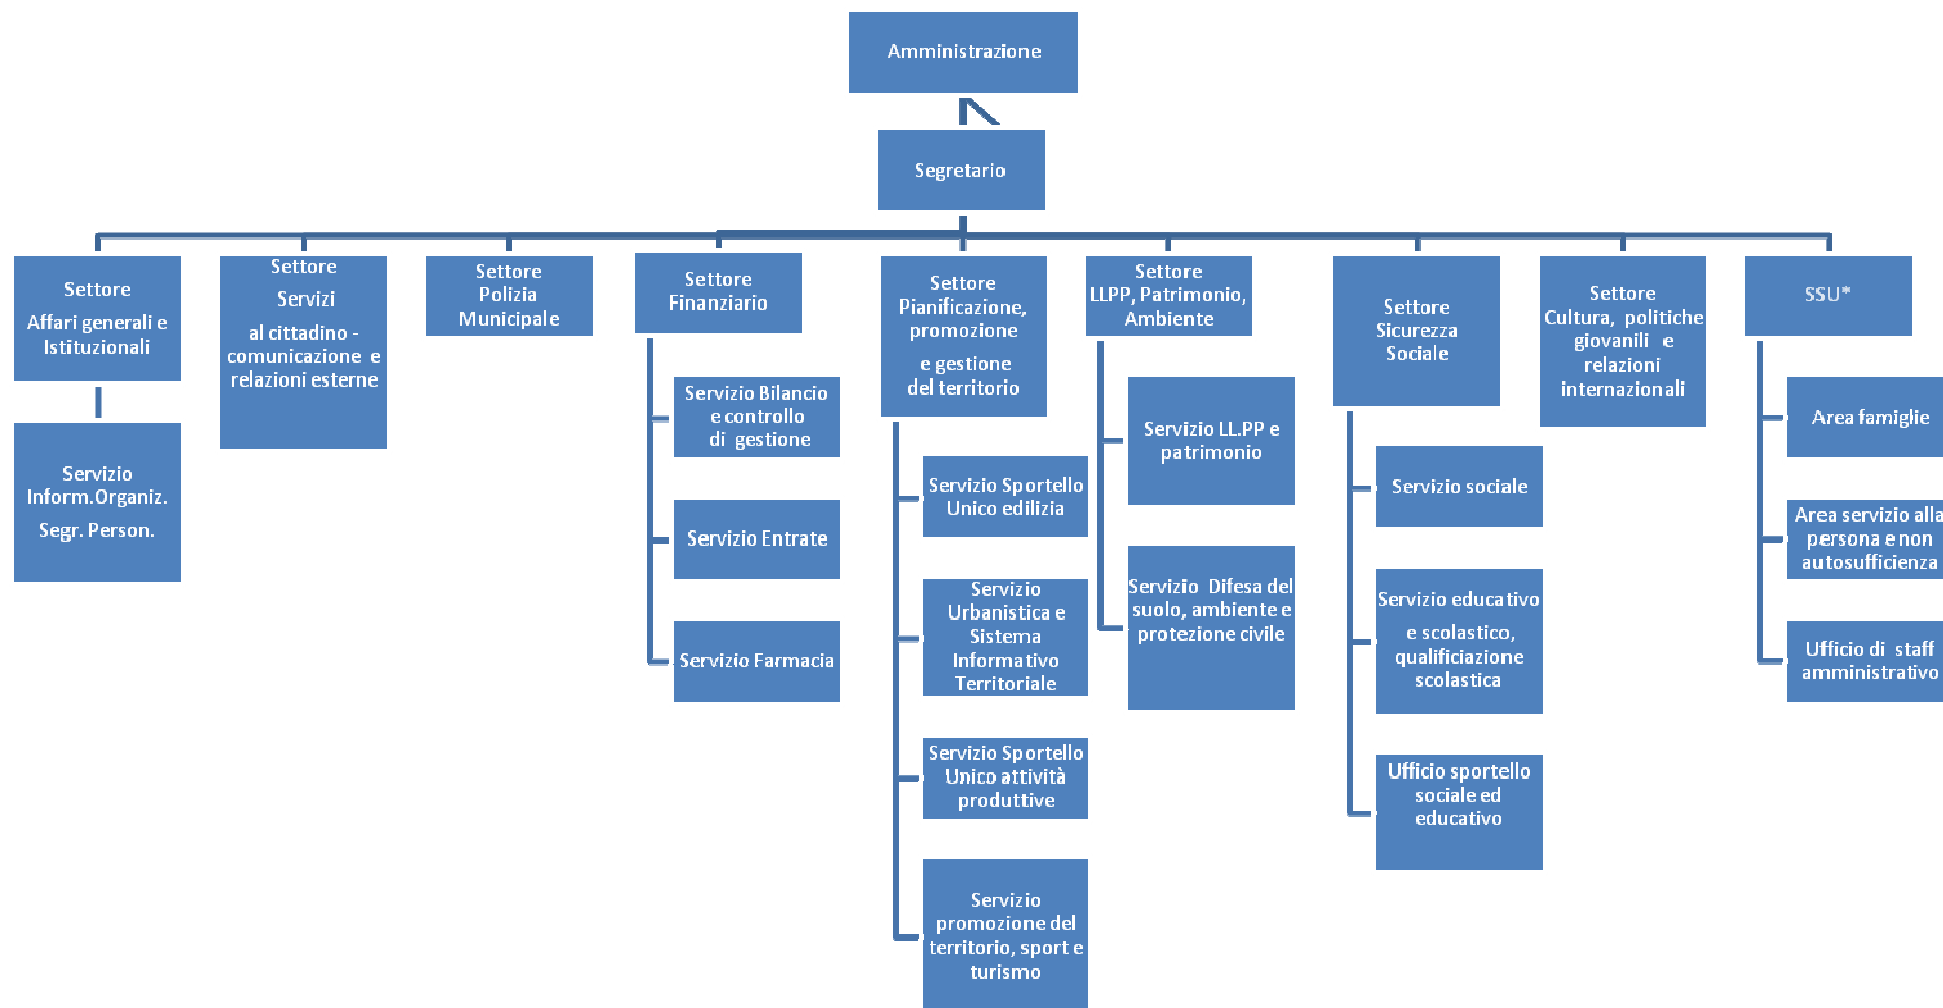 Amministrazione
Segretario
Settore
Affari generali e
Istituzionali
Servizio
Inform.Organiz.
Segr. Person.
Settore
Servizi
al cittadino -
comunicazione e
relazioni esterne
Settore
Polizia
Municipale
Settore
Finanziario
Servizio Bilancio
e controllo
di gestione
Servizio Entrate
Servizio Farmacia
Settore
Pianificazione,
promozione
e gestione
del territorio
Servizio Sportello
Unico edilizia
Servizio
Urbanistica e
Sistema
Informativo
Territoriale
Servizio Sportello
Unico attività
produttive
Servizio
promozione del
territorio, sport e
turismo
Settore
LLPP, Patrimonio,
Ambiente
Servizio LL.PP e
patrimonio
Servizio Difesa del
suolo, ambiente e
protezione civile
Settore
Sicurezza
Sociale
Servizio sociale
Servizio educativo
e scolastico,
qualificiazione
scolastica
Ufficio sportello
sociale ed
educativo
Settore
Cultura, politiche
giovanili e
relazioni
internazionali
SSU*
Area famiglie
Area servizio alla
persona e non
autosufficienza
Ufficio di staff
amministrativo